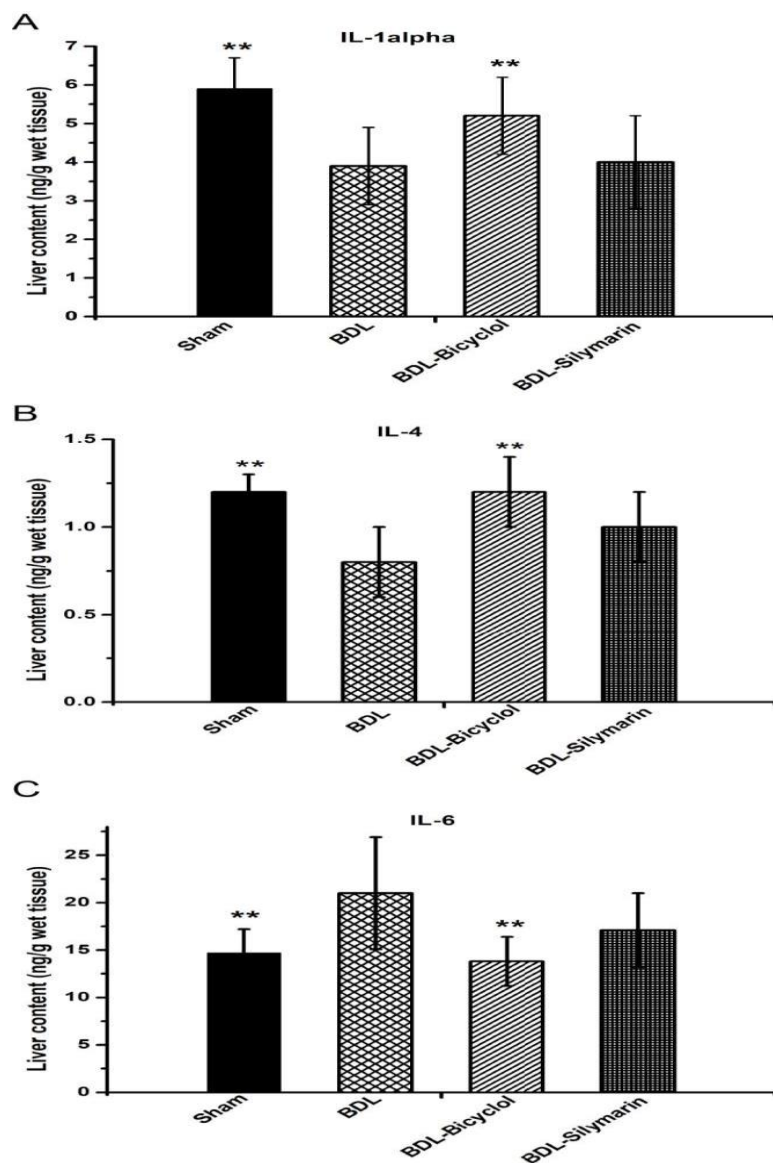 A
IL-1alpha
**
**
7
6
5
4
3
2
1
0
Liver content (ng/g wet tissue)
Sham
BDL
BDL-Bicyclol
BDL-Silymarin
B
IL-4
**
**
1.5
1.0
0.5
0.0
Liver content (ng/g wet tissue)
Sham
BDL
BDL-Bicyclol
BDL-Silymarin
C
IL-6
**
**
25
20
15
10
5
0
Liver content (ng/g wet tissue)
Sham
BDL
BDL-Bicyclol
BDL-Silymarin